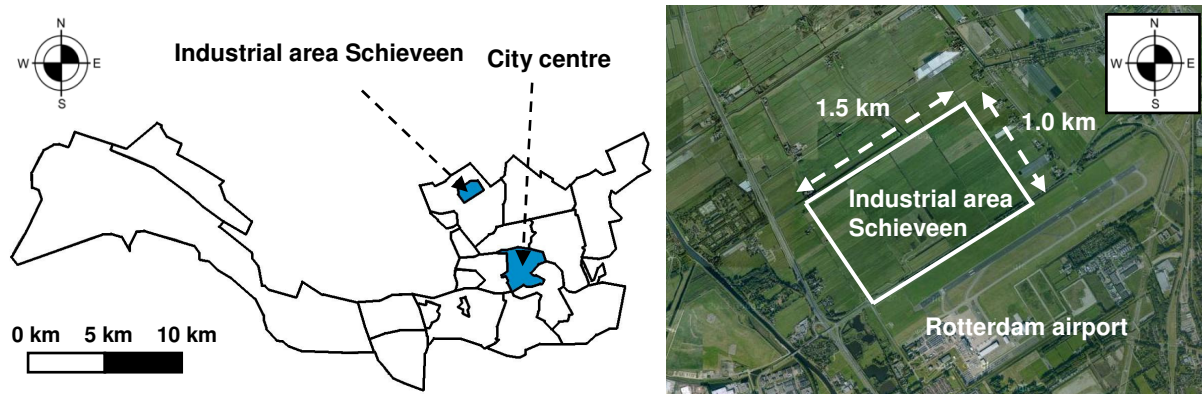 N
W E
S
Industrial area Schieveen
City centre
0 km 5 km 10 km
N
W E
S
1.5 km
1.0 km
Industrial area
Schieveen
Rotterdam airport